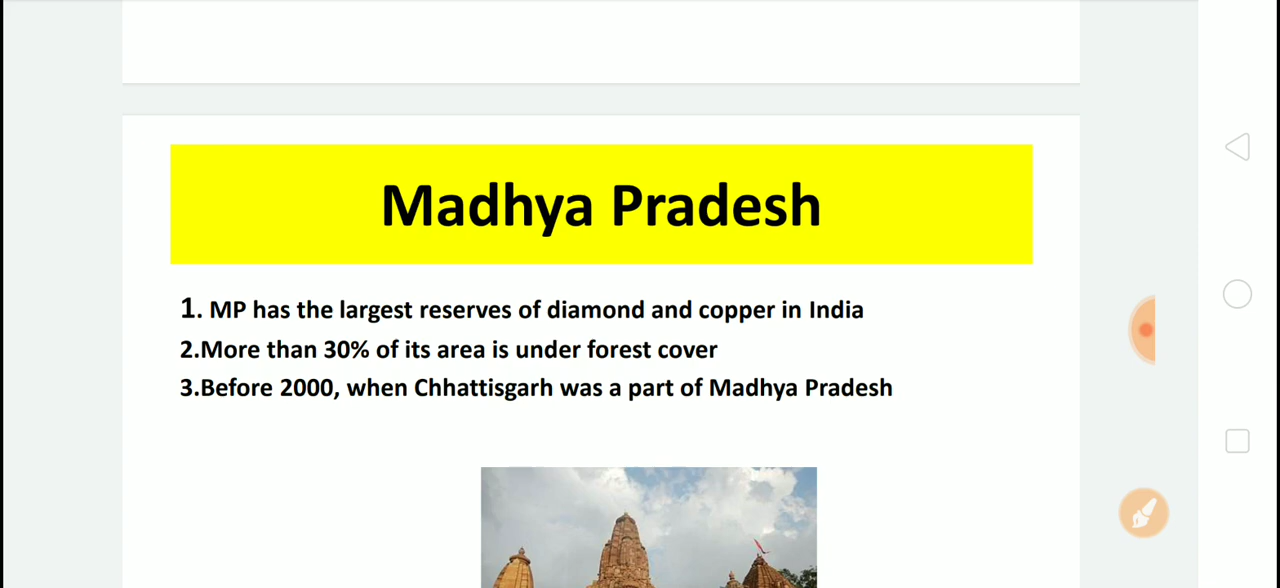 Madhya Pradesh
1. MP has the largest reserves of diamond and copper in India
2.More than 30% of its area is under forest cover
3.Before 2000, when Chhattisgarh was a part of Madhya Pradesh